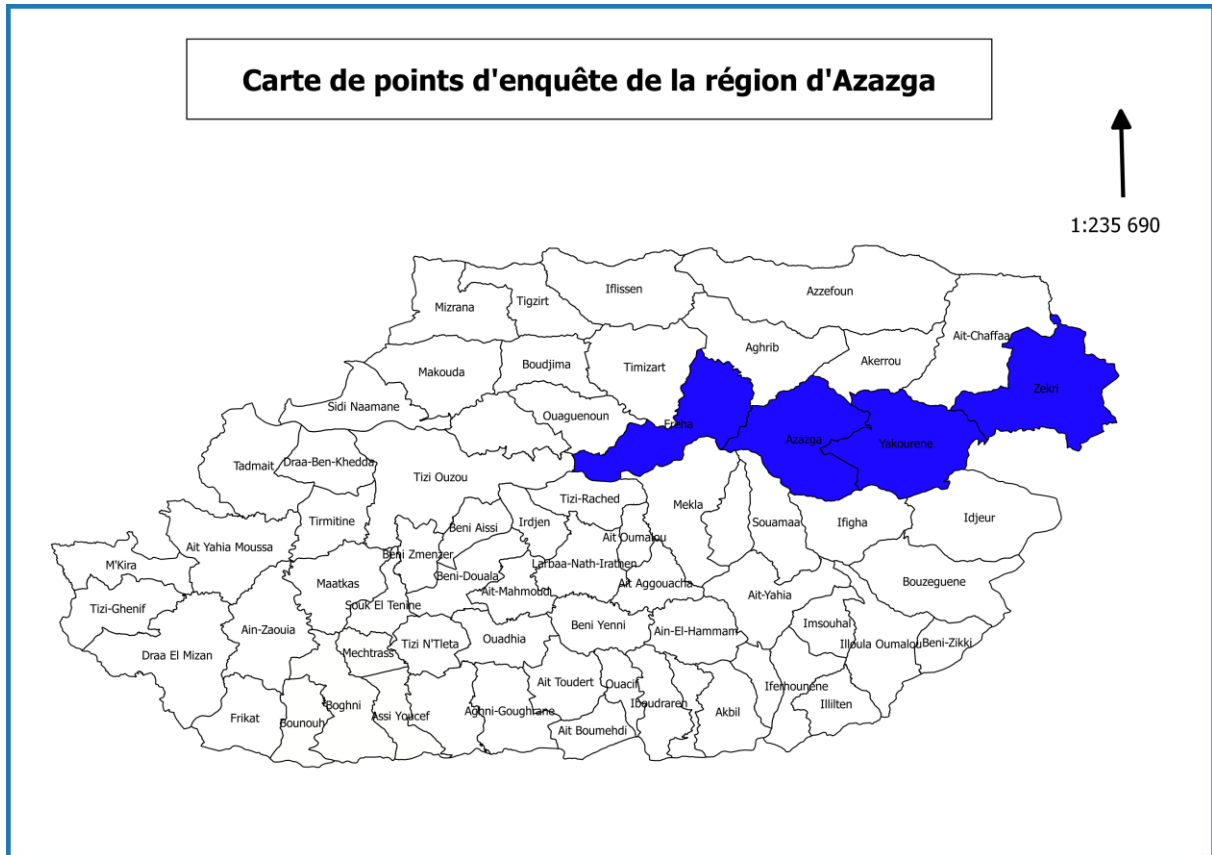 Carte de points d'enquête de la région d'Azazga
1:235 690
Iflissen
Azzefoun
Tigzirt
Mizrana
Ait-Chaffaa
Aghrib
Akerrou
Boudjima
Timizart
Makouda
Zekri
Sidi Naamane
Ouaguenoun
Freha
Azazga
Yakourene
Tadmait
Draa-Ben-Khedda
Tizi Ouzou
Tizi-Rached
Mekla
Tirmitine
Beni Aissi
Irdjen
Souamaa
Ifigha
Idjeur
Ait Oumalou
Ait Yahia Moussa
Beni Zmenzer
M'Kira
Larbaa-Nath-Irathen
Beni-Douala
Maatkas
Ait Aggouacha
Bouzeguene
Ait-Mahmoud
Ait-Yahia
Tizi-Ghenif
Souk El Tenine
Imsouhal
Beni Yenni
Ain-Zaouia
Ain-El-Hammam
Ouadhia
Tizi N'Tleta
Illoula Oumalou
Beni-Zikki
Draa El Mizan
Mechtrass
Ait Toudert
Ouacif
Iferhounene
Iboudraren
Illilten
Boghni
Assi Youcef
Aghni-Goughrane
Akbil
Frikat
Bounouh
Ait Boumehdi